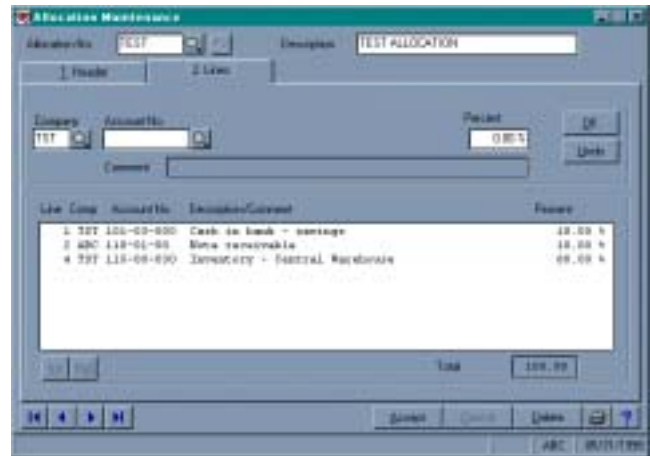 Allocation Maintenance
Allocation No. TEST Description TEST ALLOCATION
1. Header 2. Lines
Company Account No. Percent
TST 0.00 %
OK
Undo
Comment
Line Comp Account No. Description/Comment Percent
1 TST 101-00-000 Cash in bank - savings 10.00 %
2 ABC 110-01-00 Note receivable 10.00 %
4 TST 115-00-030 Inventory - Central Warehouse 80.00 %
Total 100.00
Accept Cancel Delete
ABC